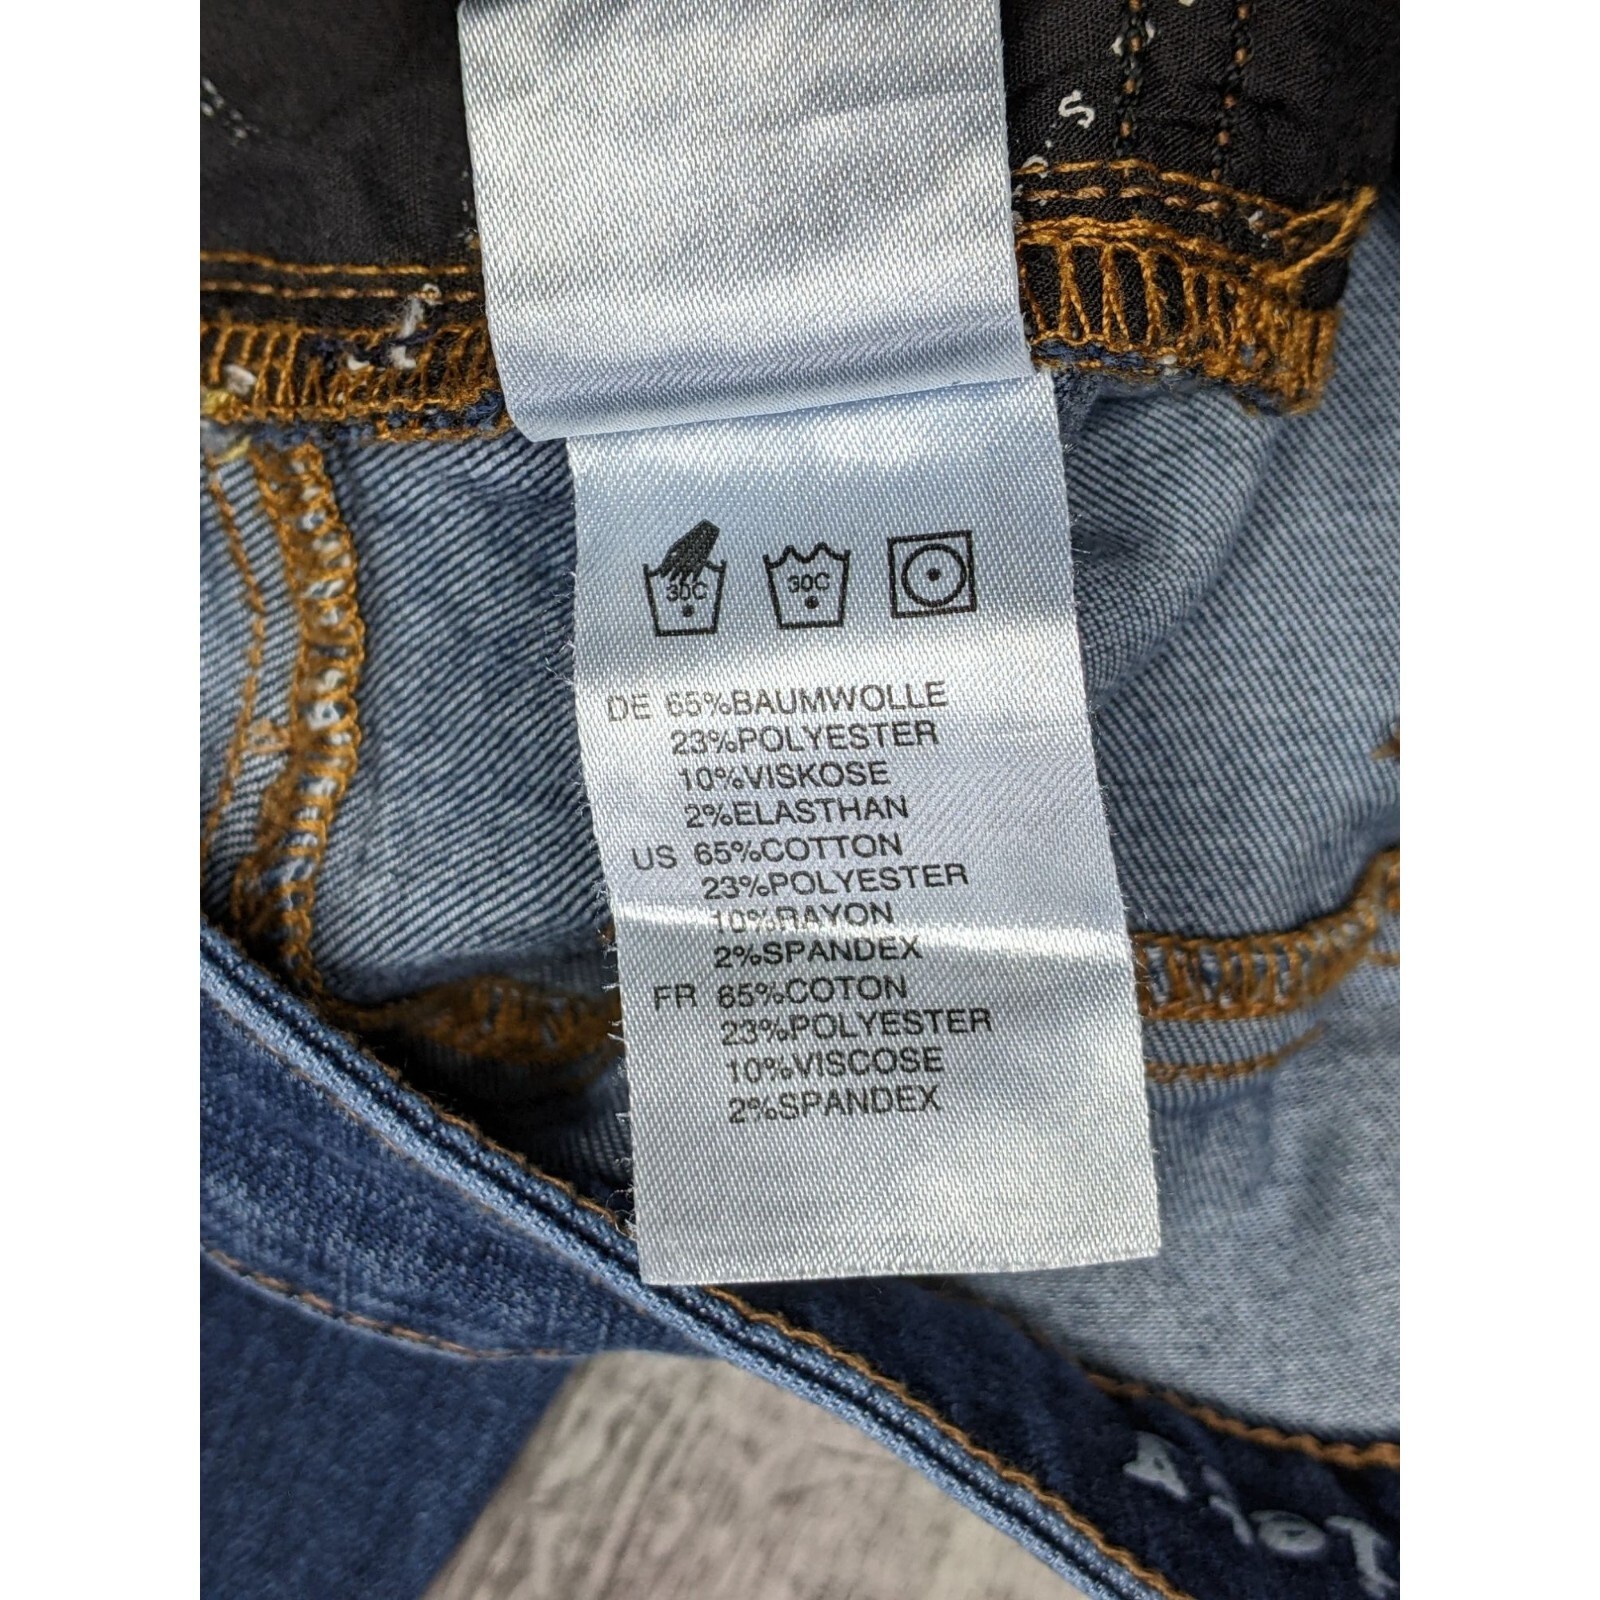 30C 30C
DE 65%BAUMWOLLE
23%POLYESTER
10%VISKOSE
2%ELASTHAN
US 65%COTTON
23%POLYESTER
10%RAYON
2%SPANDEX
FR 65%COTON
23%POLYESTER
10%VISCOSE
2%SPANDEX